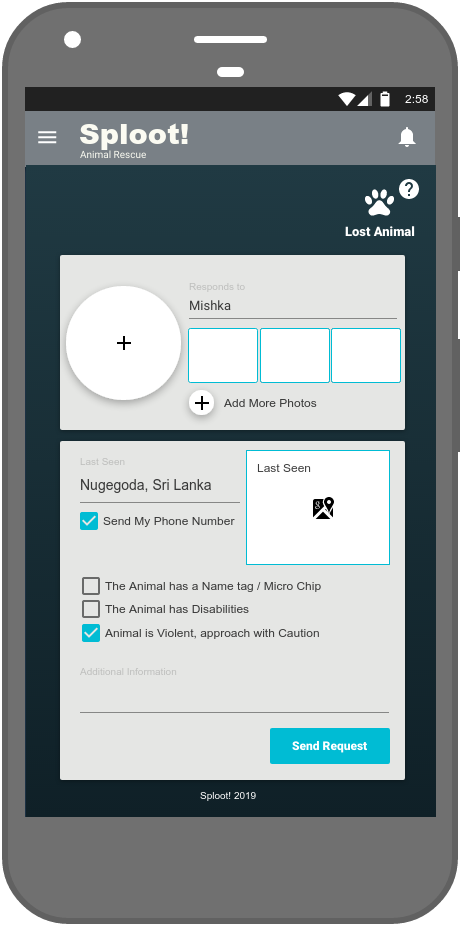 2:58
Sploot!
Animal Rescue
?
Lost Animal
Responds to
Mishka
Add More Photos
Last Seen
Nugegoda, Sri Lanka
Last Seen
Send My Phone Number
The Animal has a Name tag / Micro Chip
The Animal has Disabilities
Animal is Violent, approach with Caution
Additional Information
Send Request
Sploot! 2019